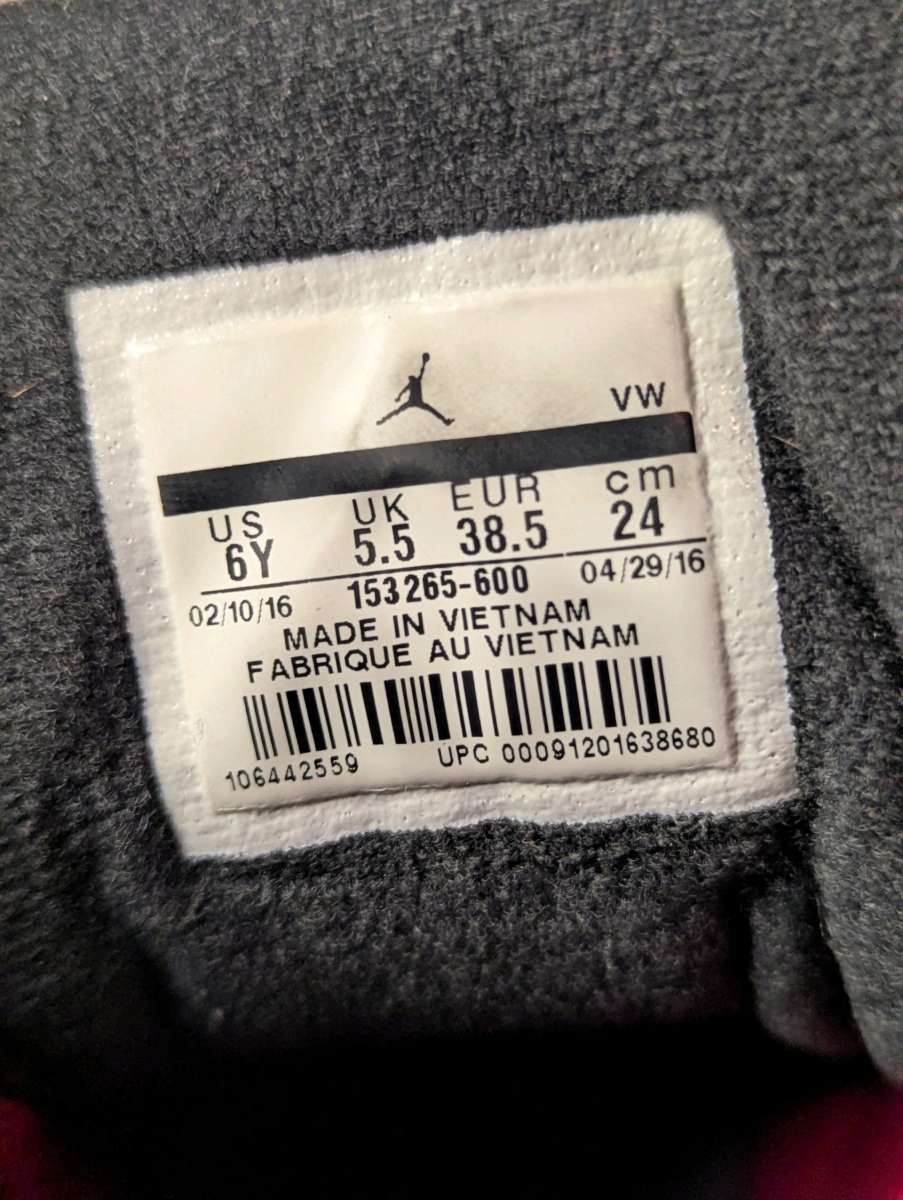 VW
US UK EUR cm
6Y 5.5 38.5 24
02/10/16 153265-600 04/29/16
MADE IN VIETNAM
FABRIQUE AU VIETNAM
106442559 UPC 00091201638680